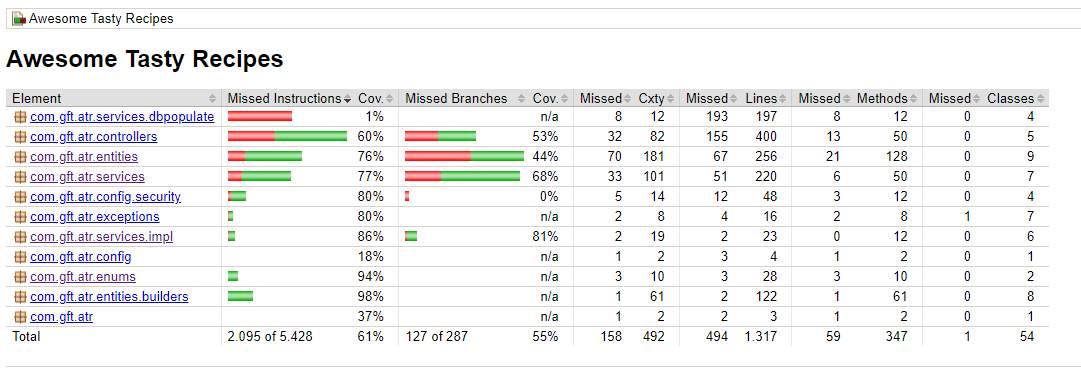 Awesome Tasty Recipes
Awesome Tasty Recipes
Element Missed Instructions Cov. Missed Branches Cov. Missed Cxty Missed Lines Missed Methods Missed Classes
com.gft.atr.services.dbpopulate 1% n/a 8 12 193 197 8 12 0 4
com.gft.atr.controllers 60% 53% 32 82 155 400 13 50 0 5
com.gft.atr.entities 76% 44% 70 181 67 256 21 128 0 9
com.gft.atr.services 77% 68% 33 101 51 220 6 50 0 7
com.gft.atr.config.security 80% 0% 5 14 12 48 3 12 0 4
com.gft.atr.exceptions 80% n/a 2 8 4 16 2 8 1 7
com.gft.atr.services.impl 86% 81% 2 19 2 23 0 12 0 6
com.gft.atr.config 18% n/a 1 2 3 4 1 2 0 1
com.gft.atr.enums 94% n/a 3 10 3 28 3 10 0 2
com.gft.atr.entities.builders 98% n/a 1 61 2 122 1 61 0 8
com.gft.atr 37% n/a 1 2 2 3 1 2 0 1
Total 2.095 of 5.428 61% 127 of 287 55% 158 492 494 1.317 59 347 1 54